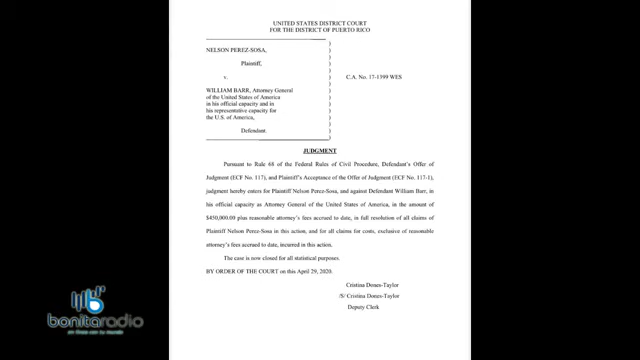 UNITED STATES DISTRICT COURT
FOR THE DISTRICT OF PUERTO RICO
NELSON PEREZ-SOSA,
Plaintiff,
v.
C.A. No. 17-1399 WES
WILLIAM BARR, Attorney General
of the United States of America
in his official capacity and in
his representative capacity for
the U.S. of America,
Defendant.
JUDGMENT
Pursuant to Rule 68 of the Federal Rules of Civil Procedure, Defendant's Offer of
Judgment (ECF No. 117), and Plaintiff's Acceptance of the Offer of Judgment (ECF No. 117-1),
judgment hereby enters for Plaintiff Nelson Perez-Sosa, and against Defendant William Barr, in
his official capacity as Attorney General of the United States of America, in the amount of
$450,000.00 plus reasonable attorney's fees accrued to date, in full resolution of all claims of
Plaintiff Nelson Perez-Sosa in this action, and for all claims for costs, exclusive of reasonable
attorney's fees accrued to date, incurred in this action.
The case is now closed for all statistical purposes.
BY ORDER OF THE COURT on this April 29, 2020.
Cristina Dones-Taylor
/S/ Cristina Dones-Taylor
Deputy Clerk
bonitaradio
en línea con tu mundo